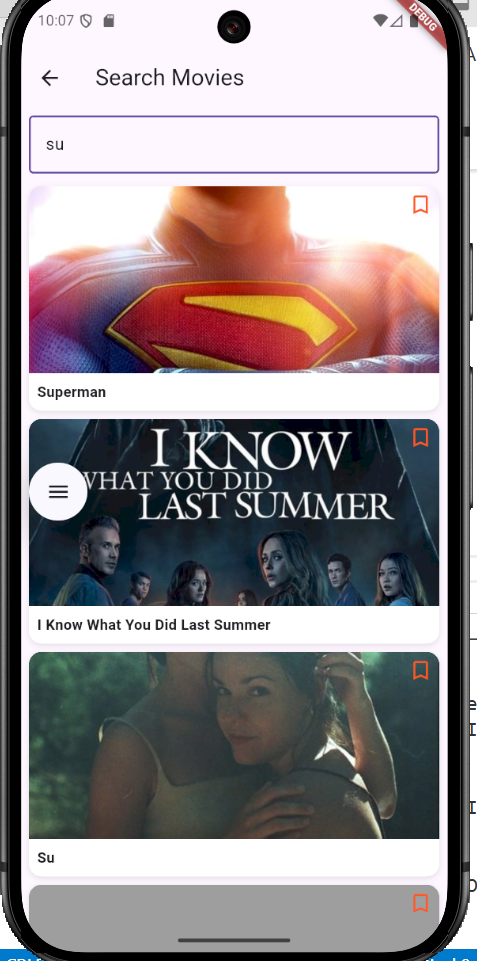 10:07
DEBUG
Search Movies
su
Superman
I KNOW
WHAT YOU DID
LAST SUMMER
I Know What You Did Last Summer
Su